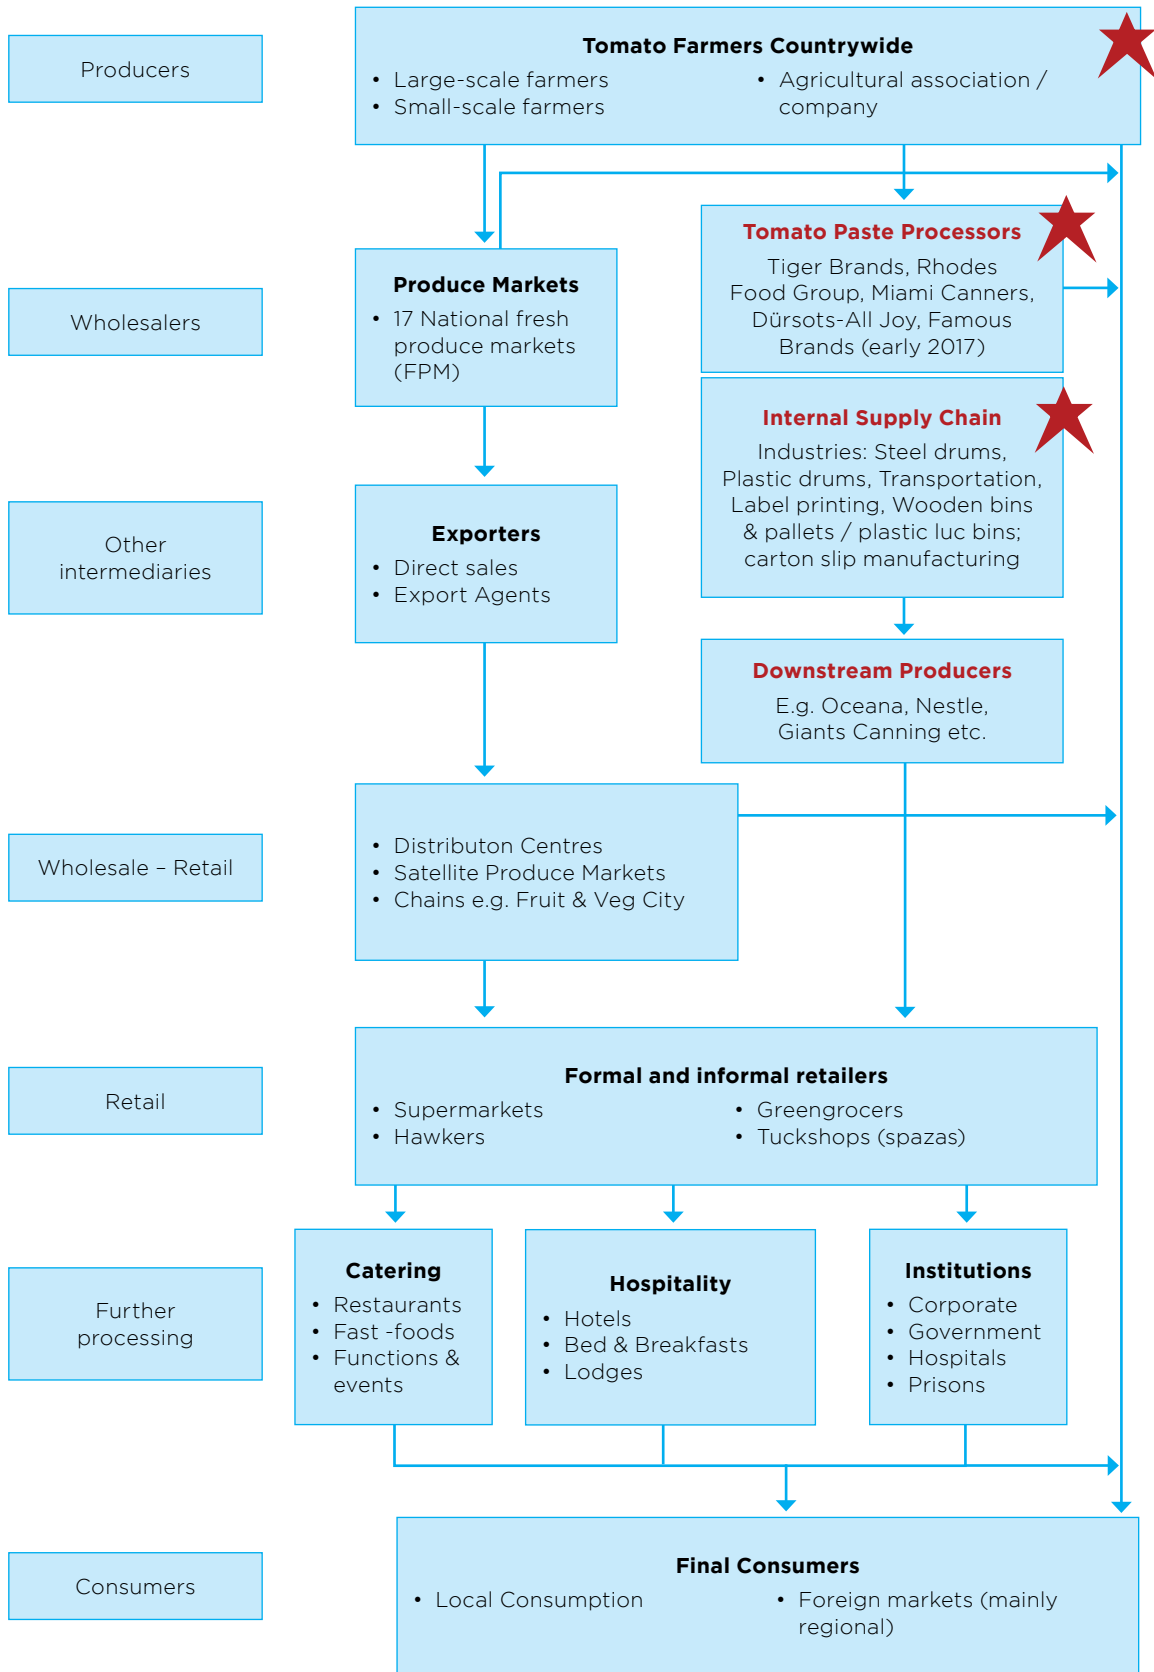 Producers
Tomato Farmers Countrywide
• Large-scale farmers
• Small-scale farmers
• Agricultural association /
company
Wholesalers
Produce Markets
• 17 National fresh
produce markets
(FPM)
Tomato Paste Processors
Tiger Brands, Rhodes
Food Group, Miami Canners,
Dürsots-All Joy, Famous
Brands (early 2017)
Internal Supply Chain
Industries: Steel drums,
Plastic drums, Transportation,
Label printing, Wooden bins
& pallets / plastic luc bins;
carton slip manufacturing
Other
intermediaries
Exporters
• Direct sales
• Export Agents
Downstream Producers
E.g. Oceana, Nestle,
Giants Canning etc.
Wholesale – Retail
• Distributon Centres
• Satellite Produce Markets
• Chains e.g. Fruit & Veg City
Retail
Formal and informal retailers
• Supermarkets
• Hawkers
• Greengrocers
• Tuckshops (spazas)
Further
processing
Catering
• Restaurants
• Fast -foods
• Functions &
events
Hospitality
• Hotels
• Bed & Breakfasts
• Lodges
Institutions
• Corporate
• Government
• Hospitals
• Prisons
Consumers
Final Consumers
• Local Consumption
• Foreign markets (mainly
regional)